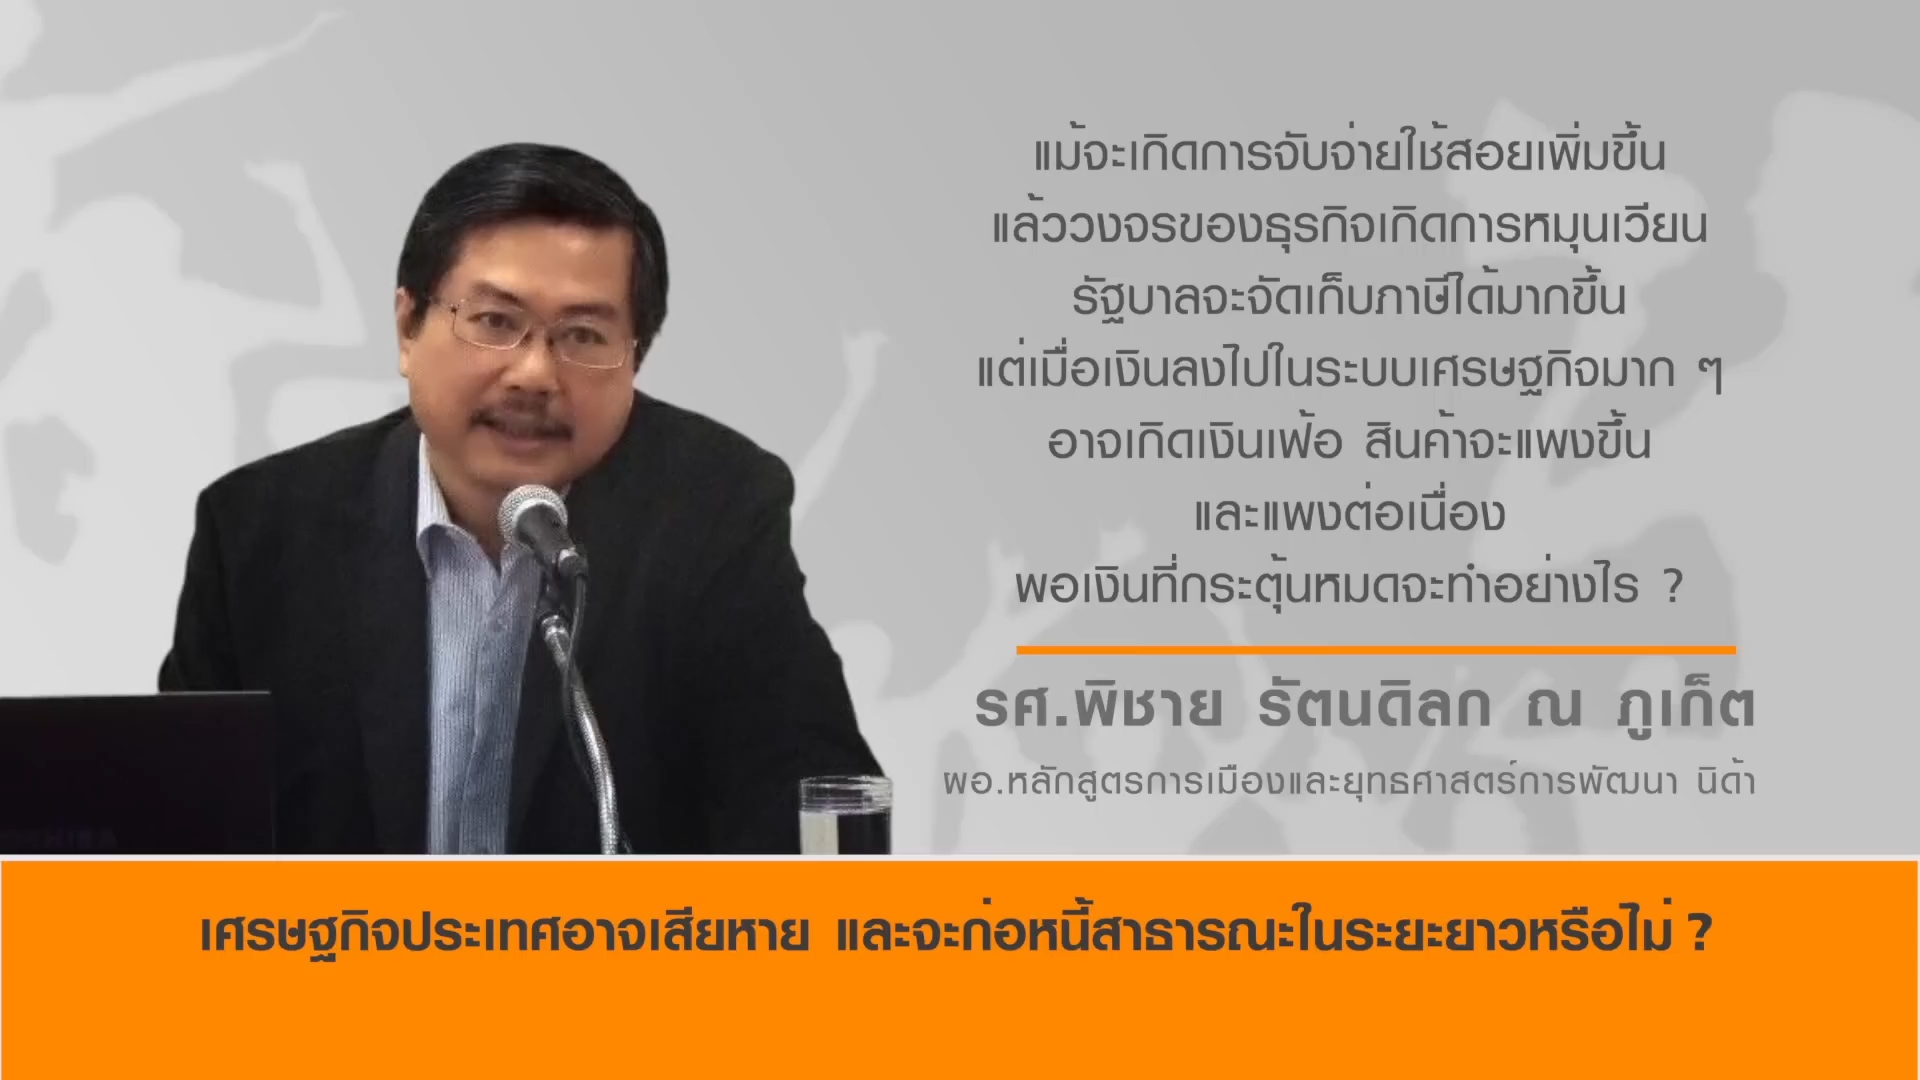 แม้จะเกิดการจับจ่ายใช้สอยเพิ่มขึ้น
แล้ววงจรของธุรกิจเกิดการหมุนเวียน
รัฐบาลจะจัดเก็บภาษีได้มากขึ้น
แต่เมื่อเงินลงไปในระบบเศรษฐกิจมาก ๆ
อาจเกิดเงินเฟ้อ สินค้าจะแพงขึ้น
และแพงต่อเนื่อง
พอเงินที่กระตุ้นหมดจะทำอย่างไร ?
รศ.พิชาย รัตนดิลก ณ ภูเก็ต
ผอ.หลักสูตรการเมืองและยุทธศาสตร์การพัฒนา นิด้า
เศรษฐกิจประเทศอาจเสียหาย และจะก่อหนี้สาธารณะในระยะยาวหรือไม่ ?